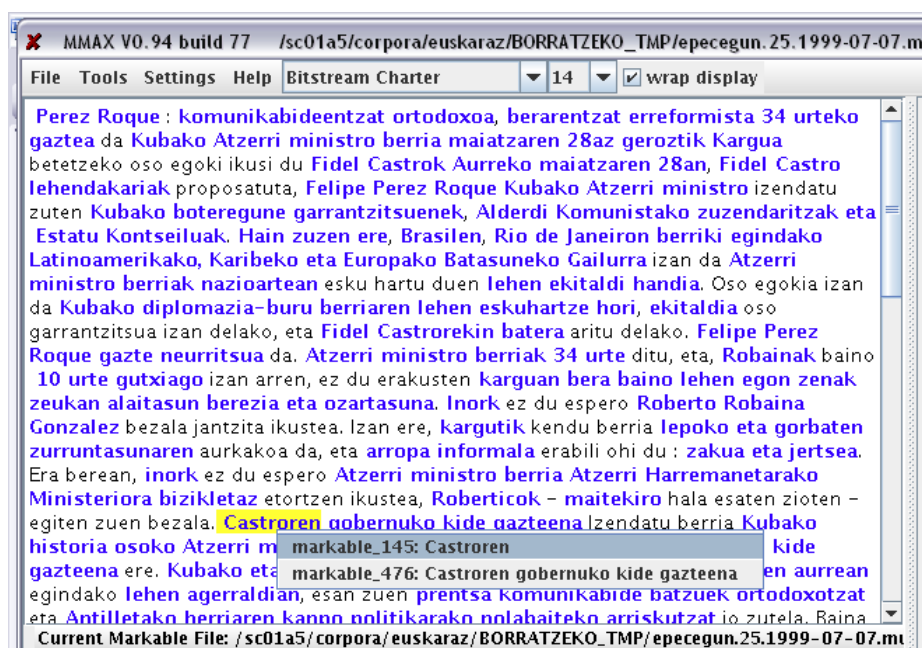 MMAX V0.94 build 77 /sc01a5/corpora/euskaraz/BORRATZEKO_TMP/epecegun.25.1999-07-07.m
File Tools Settings Help Bitstream Charter 14 wrap display
Perez Roque : komunikabideentzat ortodoxoa, berarentzat erreformista 34 urteko
gaztea da Kubako Atzerri ministro berria maiatzaren 28az geroztik Kargua
betetzeko oso egoki ikusi du Fidel Castrok Aurreko maiatzaren 28an, Fidel Castro
lehendakariak proposatuta, Felipe Perez Roque Kubako Atzerri ministro izendatu
zuten Kubako boteregune garrantzitsuenek, Alderdi Komunistako zuzendaritzak eta
Estatu Kontseiluak. Hain zuzen ere, Brasilen, Rio de Janeiron berriki egindako
Latinoamerikako, Karibeko eta Europako Batasuneko Gailurra izan da Atzerri
ministro berriak nazioartean esku hartu duen lehen ekitaldi handia. Oso egokia izan
da Kubako diplomazia-buru berriaren lehen eskuhartze hori, ekitaldia oso
garrantzitsua izan delako, eta Fidel Castrorekin batera aritu delako. Felipe Perez
Roque gazte neurritsua da. Atzerri ministro berriak 34 urte ditu, eta, Robainak baino
10 urte gutxiago izan arren, ez du erakusten karguan bera baino lehen egon zenak
zeukan alaitasun berezia eta ozartasuna. Inork ez du espero Roberto Robaina
Gonzalez bezala jantzita ikustea. Izan ere, kargutik kendu berria lepoko eta gorbaten
zurruntasunaren aurkakoa da, eta arropa informala erabili ohi du : zakua eta jertsea.
Era berean, inork ez du espero Atzerri ministro berria Atzerri Harremanetarako
Ministeriora bizikletaz etortzen ikustea, Roberticok – maitekiro hala esaten zioten –
egiten zuen bezala. Castroren gobernuko kide gazteena Izendatu berria Kubako
historia osoko Atzerri m kide
markable_145: Castroren
gazteena ere. Kubako eta en aurrean
markable_476: Castroren gobernuko kide gazteena
egindako lehen agerraldian, esan zuen prentsa komunikabide batzuek ortodoxotzat
eta Antilletako herriaren kanpo politikarako nolabaiteko arriskutzat jo zutela. Baina
Current Markable File: /sc01a5/corpora/euskaraz/BORRATZEKO_TMP/epecegun.25.1999-07-07.mu